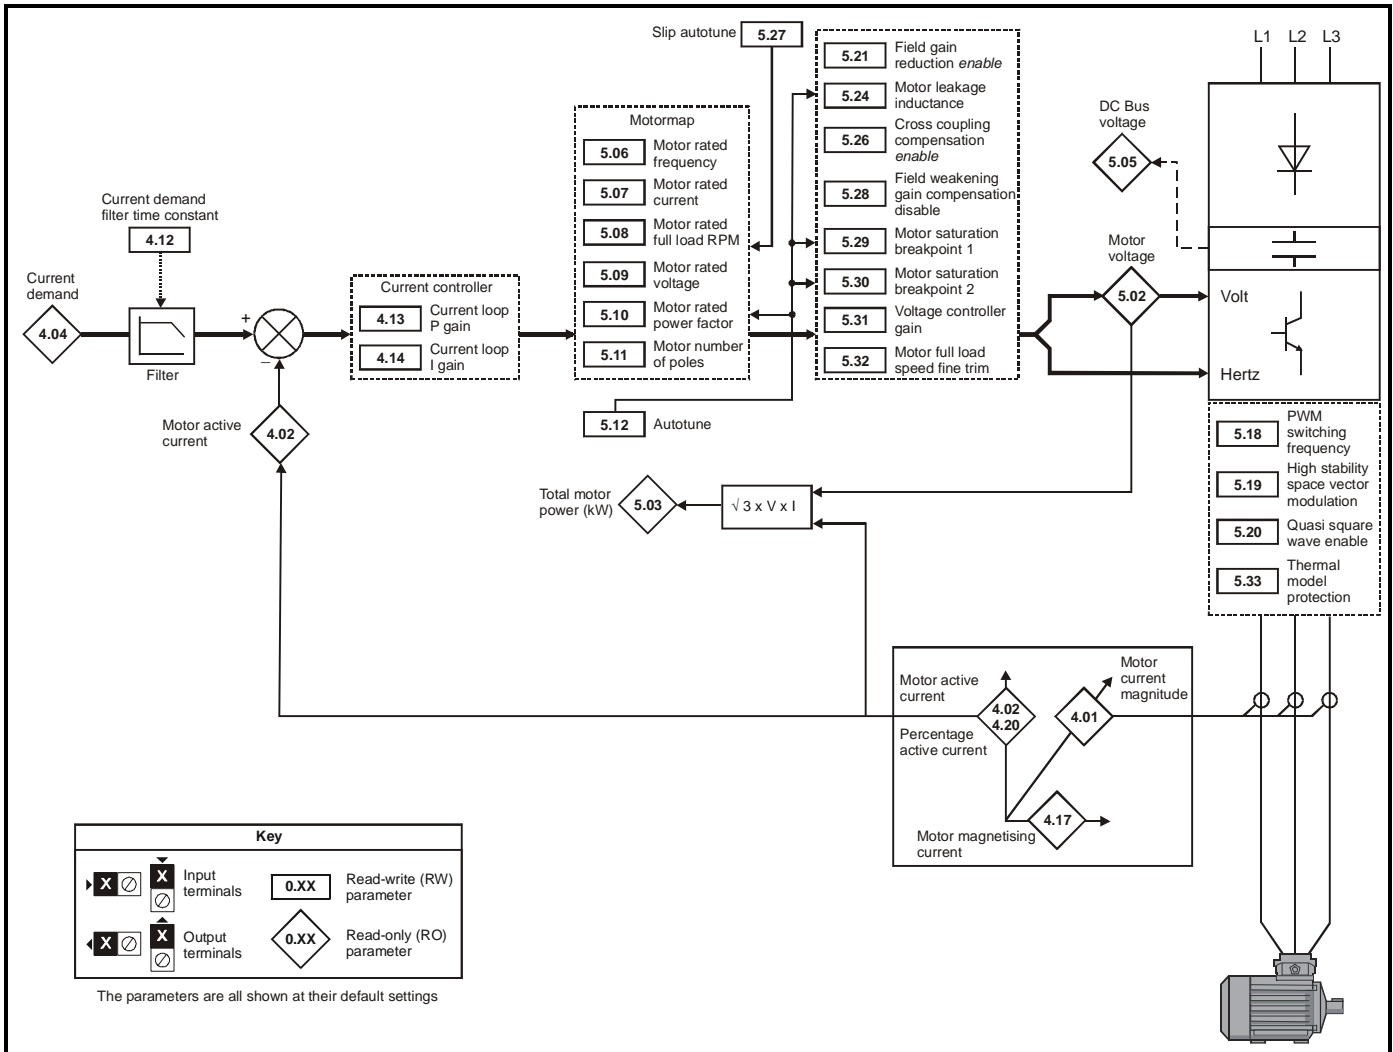 Slip autotune
5.27
5.21
Field gain
reduction enable
5.24
Motor leakage
inductance
5.26
Cross coupling
compensation
enable
5.28
Field weakening
gain compensation
disable
5.29
Motor saturation
breakpoint 1
5.30
Motor saturation
breakpoint 2
5.31
Voltage controller
gain
5.32
Motor full load
speed fine trim
L1 L2 L3
DC Bus
voltage
5.05
Motor
voltage
5.02
Volt
Hertz
Motormap
5.06
Motor rated
frequency
5.07
Motor rated
current
5.08
Motor rated
full load RPM
5.09
Motor rated
voltage
5.10
Motor rated
power factor
5.11
Motor number
of poles
5.12
Autotune
Current demand
filter time constant
4.12
Current
demand
4.04
Filter
+
−
Current controller
4.13
Current loop
P gain
4.14
Current loop
I gain
Motor active
current
4.02
Total motor
power (kW)
5.03
√ 3 x V x I
5.18
PWM
switching
frequency
5.19
High stability
space vector
modulation
5.20
Quasi square
wave enable
5.33
Thermal
model
protection
Motor active
current
4.02
4.20
Percentage
active current
Motor
current
magnitude
4.01
4.17
Motor magnetising
current
Key
X
X
Input
terminals
0.XX
Read-write (RW)
parameter
X
X
Output
terminals
0.XX
Read-only (RO)
parameter
The parameters are all shown at their default settings